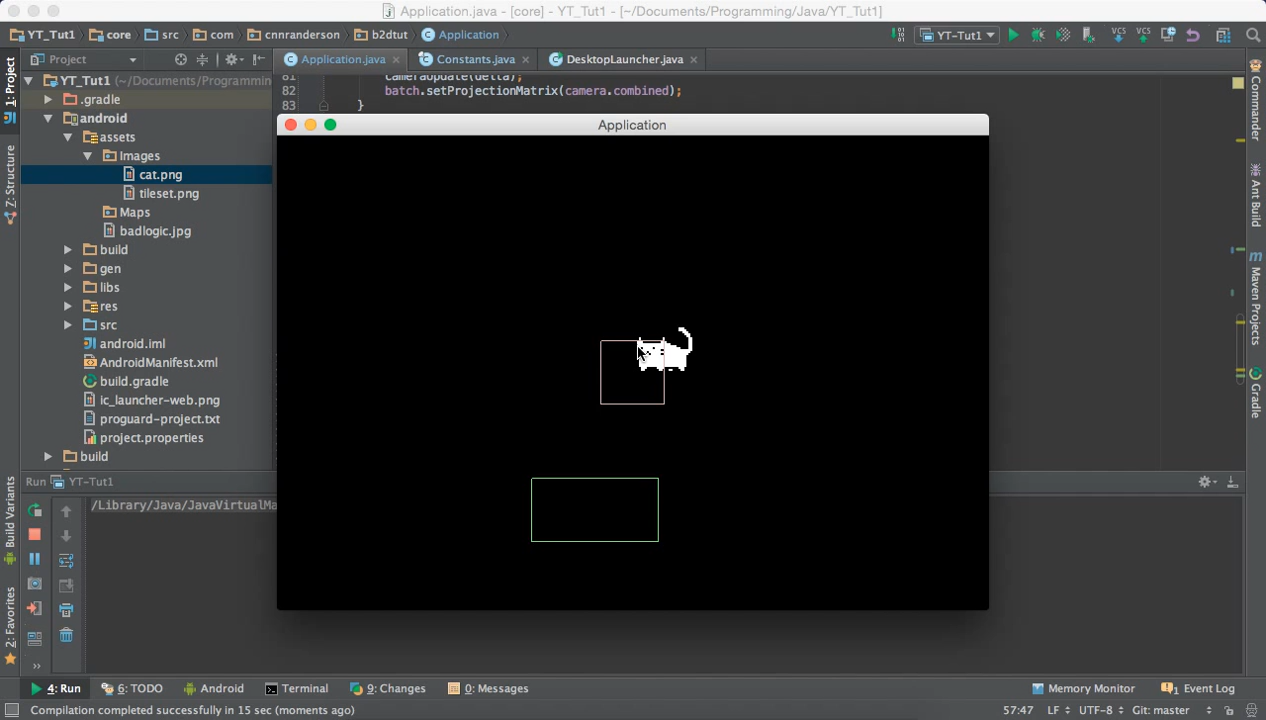 Application.java - [core] - YT_Tut1 - [~/Documents/Programming/Java/YT_Tut1]
YT_Tut1 core src com cnnranderson b2dtut Application YT-Tut1 VCS VCS
Project Application.java Constants.java DesktopLauncher.java
1: Project
Z: Structure
Build Variants
2: Favorites
YT_Tut1 (~/Documents/Programmin
.gradle
android
assets
Images
cat.png
tileset.png
Maps
badlogic.jpg
build
gen
libs
res
src
android.iml
AndroidManifest.xml
build.gradle
ic_launcher-web.png
proguard-project.txt
project.properties
build
81 cameraUpdate(delta);
82 batch.setProjectionMatrix(camera.combined);
83 }
Application
Commander
Ant Build
m
Maven Projects
Gradle
Run YT-Tut1
/Library/Java/JavaVirtualMa
»
4: Run 6: TODO Android Terminal 9: Changes 0: Messages Memory Monitor 1 Event Log
Compilation completed successfully in 15 sec (moments ago) 57:47 LF UTF-8 Git: master